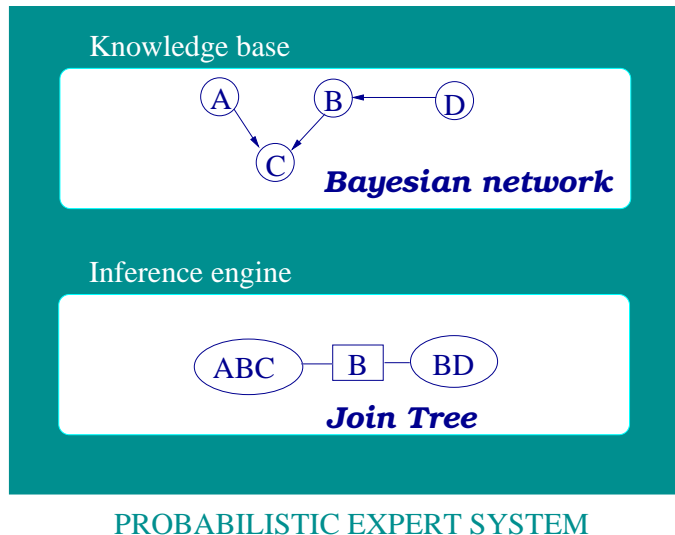 Knowledge base
A B D
C
Bayesian network
Inference engine
ABC B BD
Join Tree
PROBABILISTIC EXPERT SYSTEM